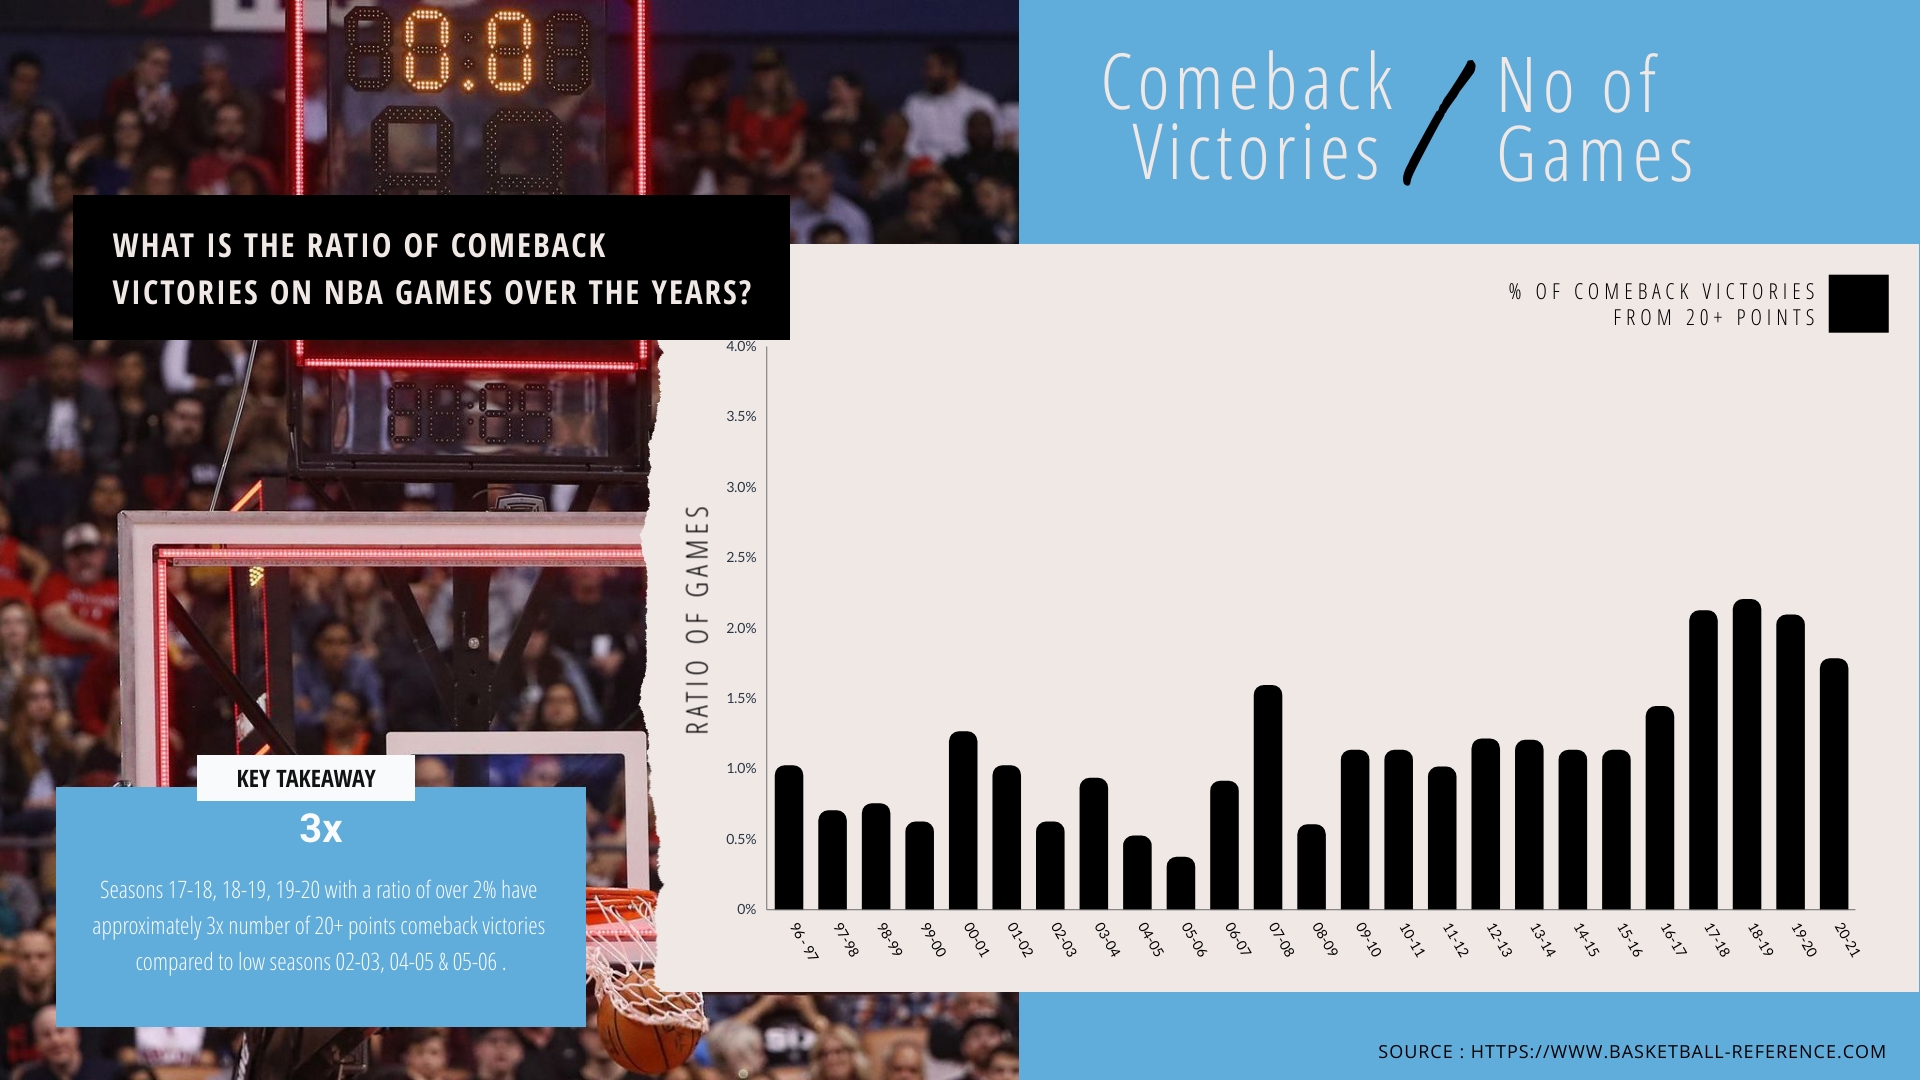 0.0
Comeback
Victories
No of
Games
WHAT IS THE RATIO OF COMEBACK
VICTORIES ON NBA GAMES OVER THE YEARS?
% OF COMEBACK VICTORIES
FROM 20+ POINTS
RATIO OF GAMES
4.0%
3.5%
3.0%
2.5%
2.0%
1.5%
1.0%
0.5%
0%
96 - 97
97-98
98-99
99-00
00-01
01-02
02-03
03-04
04-05
05-06
06-07
07-08
08-09
09-10
10-11
11-12
12-13
13-14
14-15
15-16
16-17
17-18
18-19
19-20
20-21
KEY TAKEAWAY
3x
Seasons 17-18, 18-19, 19-20 with a ratio of over 2% have
approximately 3x number of 20+ points comeback victories
compared to low seasons 02-03, 04-05 & 05-06 .
SOURCE : HTTPS://WWW.BASKETBALL-REFERENCE.COM